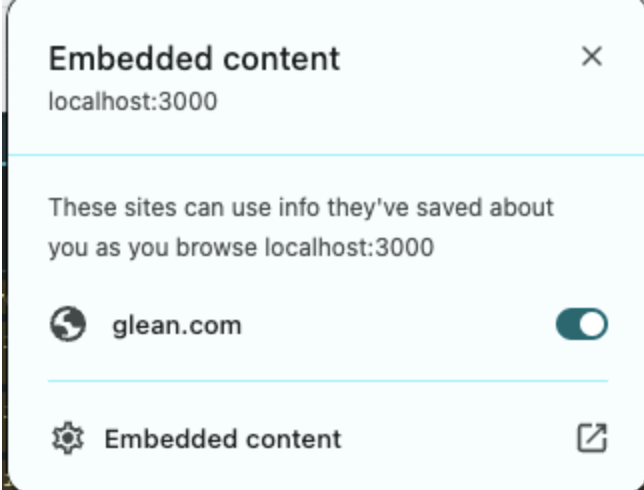 Embedded content
localhost:3000
These sites can use info they've saved about
you as you browse localhost:3000
glean.com
Embedded content